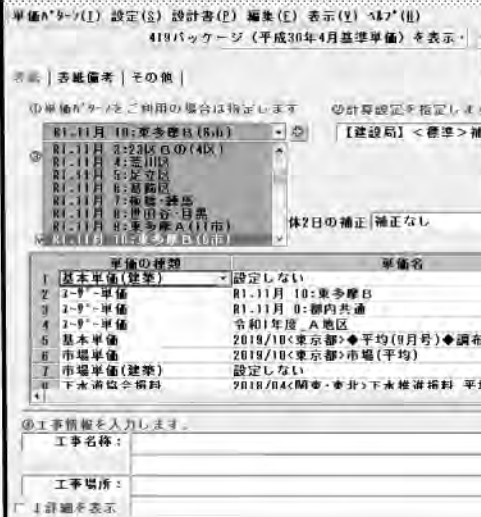 単価ﾊﾟﾀｰﾝ(I) 設定(S) 設計書(P) 編集(E) 表示(V) ﾍﾙﾌﾟ(H)
419パッケージ（平成30年4月基準単価）を表示・
表紙 | 表紙備考 | その他 |
①単価ﾊﾟﾀｰﾝをご利用の場合は指定します
②計算設定を指定しま
R1.11月 10:東多摩B(6市)
【建設局】<標準>補
③
R1.11月 3:23区Bの(4区)
R1.11月 4:荒川区
R1.11月 5:足立区
R1.11月 6:葛飾区
R1.11月 7:板橋・練馬
R1.11月 8:世田谷・目黒
R1.11月 9:東多摩A(11市)
R1.11月 10:東多摩B(6市)
休2日の補正 補正なし
単価の種類 単価名
1 基本単価(建築) 設定しない
2 ﾕｰｻﾞｰ単価 R1.11月 10:東多摩B
3 ﾕｰｻﾞｰ単価 R1.11月 0:都内共通
4 ﾕｰｻﾞｰ単価 令和1年度_A地区
5 基本単価 2019/10<東京都>◆平均(9月号)◆調布
6 市場単価 2019/10<東京都>市場(平均)
7 市場単価(建築) 設定しない
8 下水道協会損料 2018/04<関東・東北>下水推進損料 平
④工事情報を入力します。
工事名称：
工事場所：
↓詳細を表示